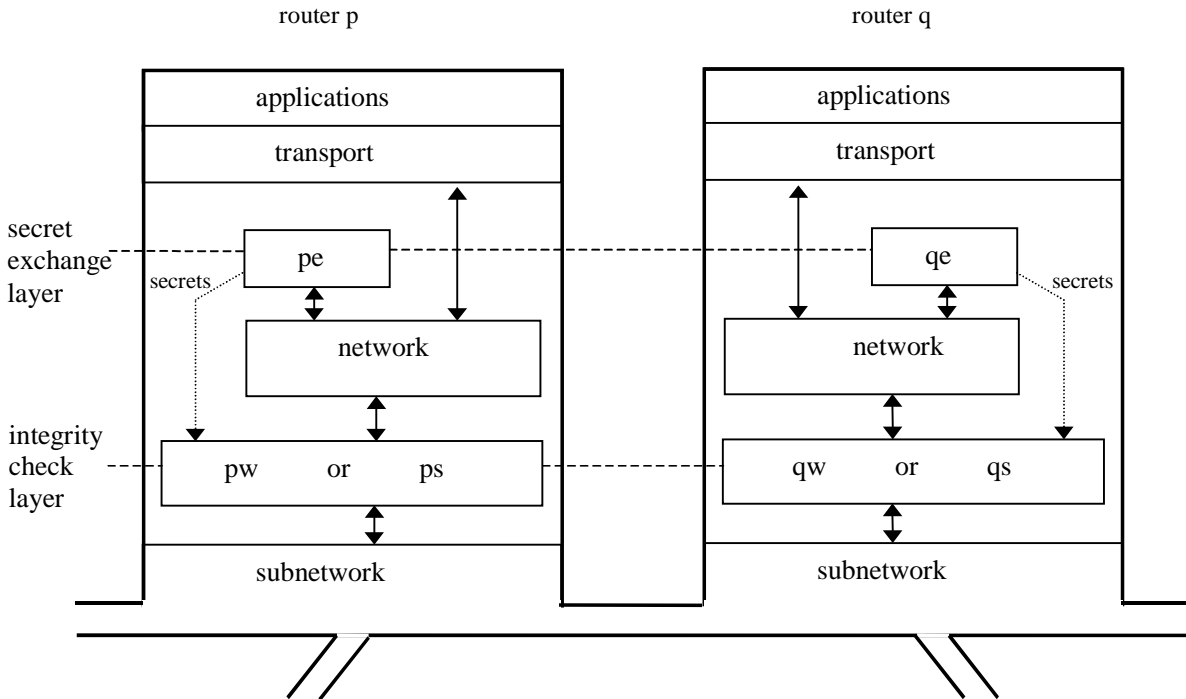 router p
router q
applications
applications
transport
transport
secret
exchange
layer
pe
qe
secrets
secrets
network
network
integrity
check
layer
pw or ps
qw or qs
subnetwork
subnetwork